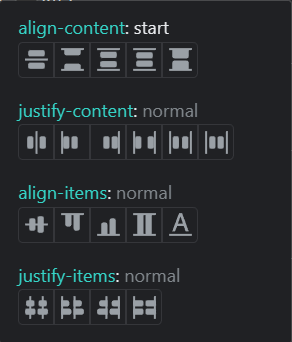 align-content: start
justify-content: normal
align-items: normal
A
justify-items: normal